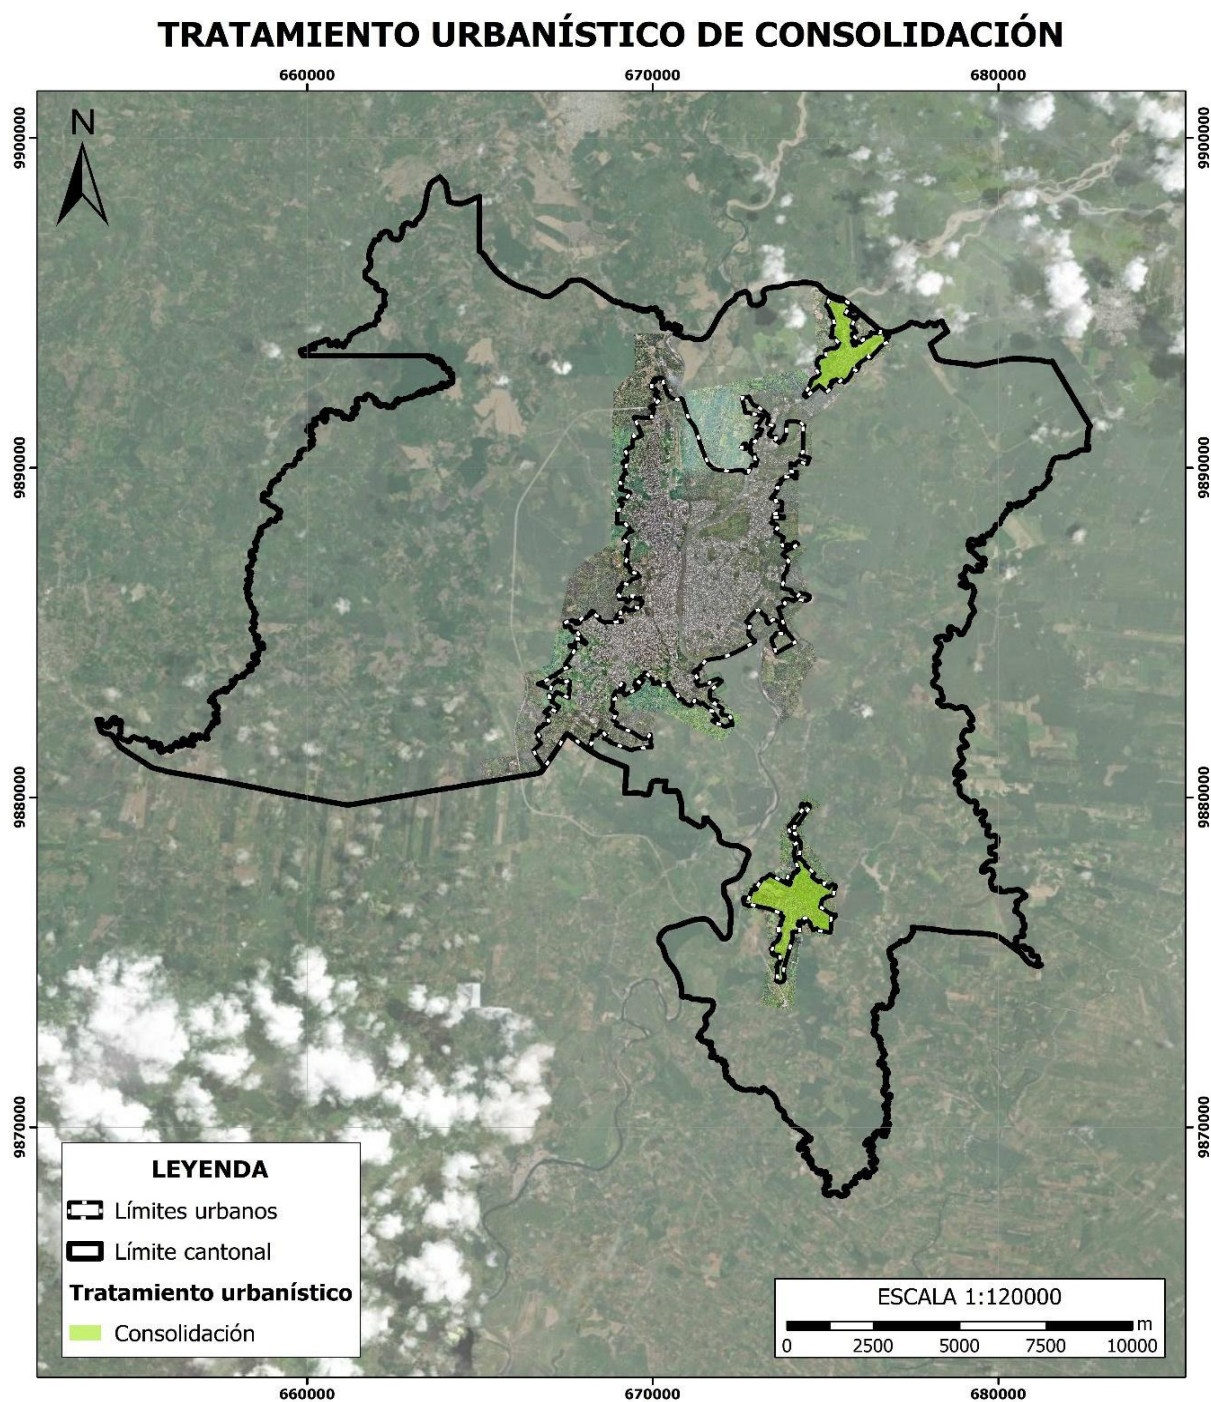 TRATAMIENTO URBANÍSTICO DE CONSOLIDACIÓN
660000 670000 680000
N
9900000 9900000
9890000 9890000
9880000 9880000
9870000 9870000
LEYENDA
Límites urbanos
Límite cantonal
Tratamiento urbanístico
Consolidación
ESCALA 1:120000
m
0 2500 5000 7500 10000
660000 670000 680000